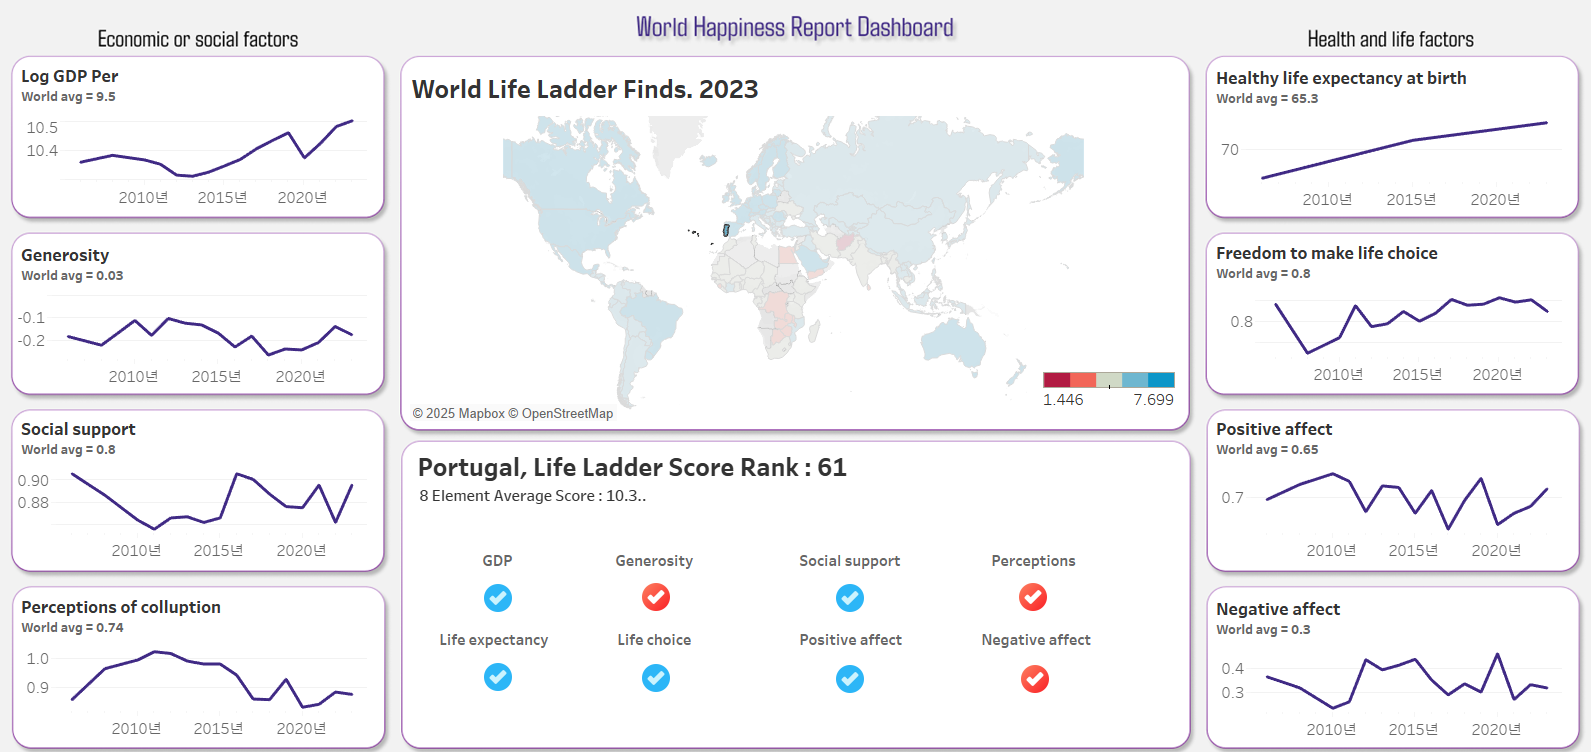 World Happiness Report Dashboard
Economic or social factors
Log GDP Per
World avg = 9.5
10.5
10.4
2010년 2015년 2020년
Generosity
World avg = 0.03
-0.1
-0.2
2010년 2015년 2020년
Social support
World avg = 0.8
0.90
0.88
2010년 2015년 2020년
Perceptions of colluption
World avg = 0.74
1.0
0.9
2010년 2015년 2020년
World Life Ladder Finds. 2023
1.446 7.699
© 2025 Mapbox © OpenStreetMap
Portugal, Life Ladder Score Rank : 61
8 Element Average Score : 10.3..
GDP Generosity Social support Perceptions
Life expectancy Life choice Positive affect Negative affect
Health and life factors
Healthy life expectancy at birth
World avg = 65.3
70
2010년 2015년 2020년
Freedom to make life choice
World avg = 0.8
0.8
2010년 2015년 2020년
Positive affect
World avg = 0.65
0.7
2010년 2015년 2020년
Negative affect
World avg = 0.3
0.4
0.3
2010년 2015년 2020년